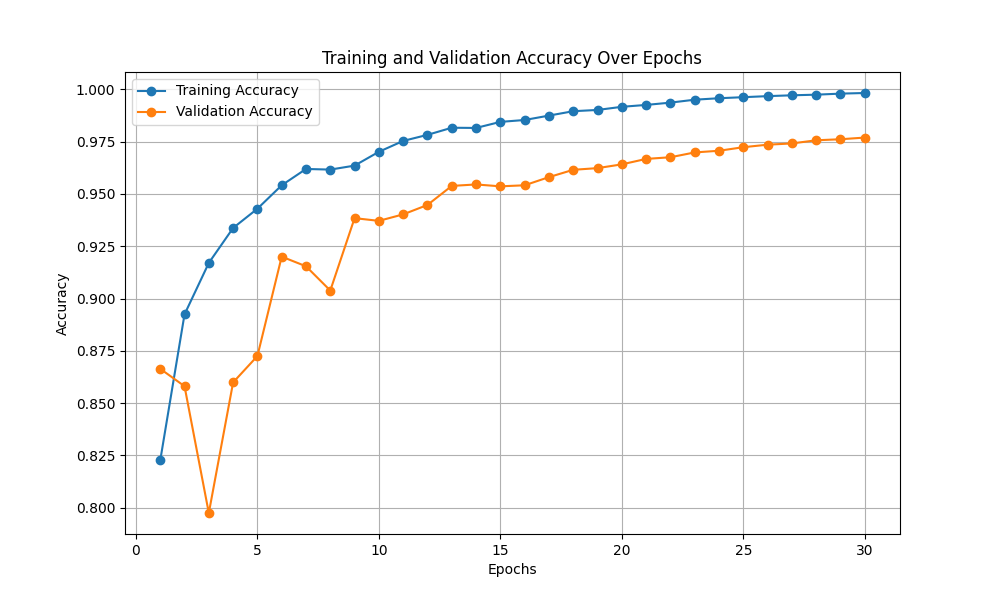 Training and Validation Accuracy Over Epochs
Training Accuracy
Validation Accuracy
Accuracy
1.000
0.975
0.950
0.925
0.900
0.875
0.850
0.825
0.800
0 5 10 15 20 25 30
Epochs